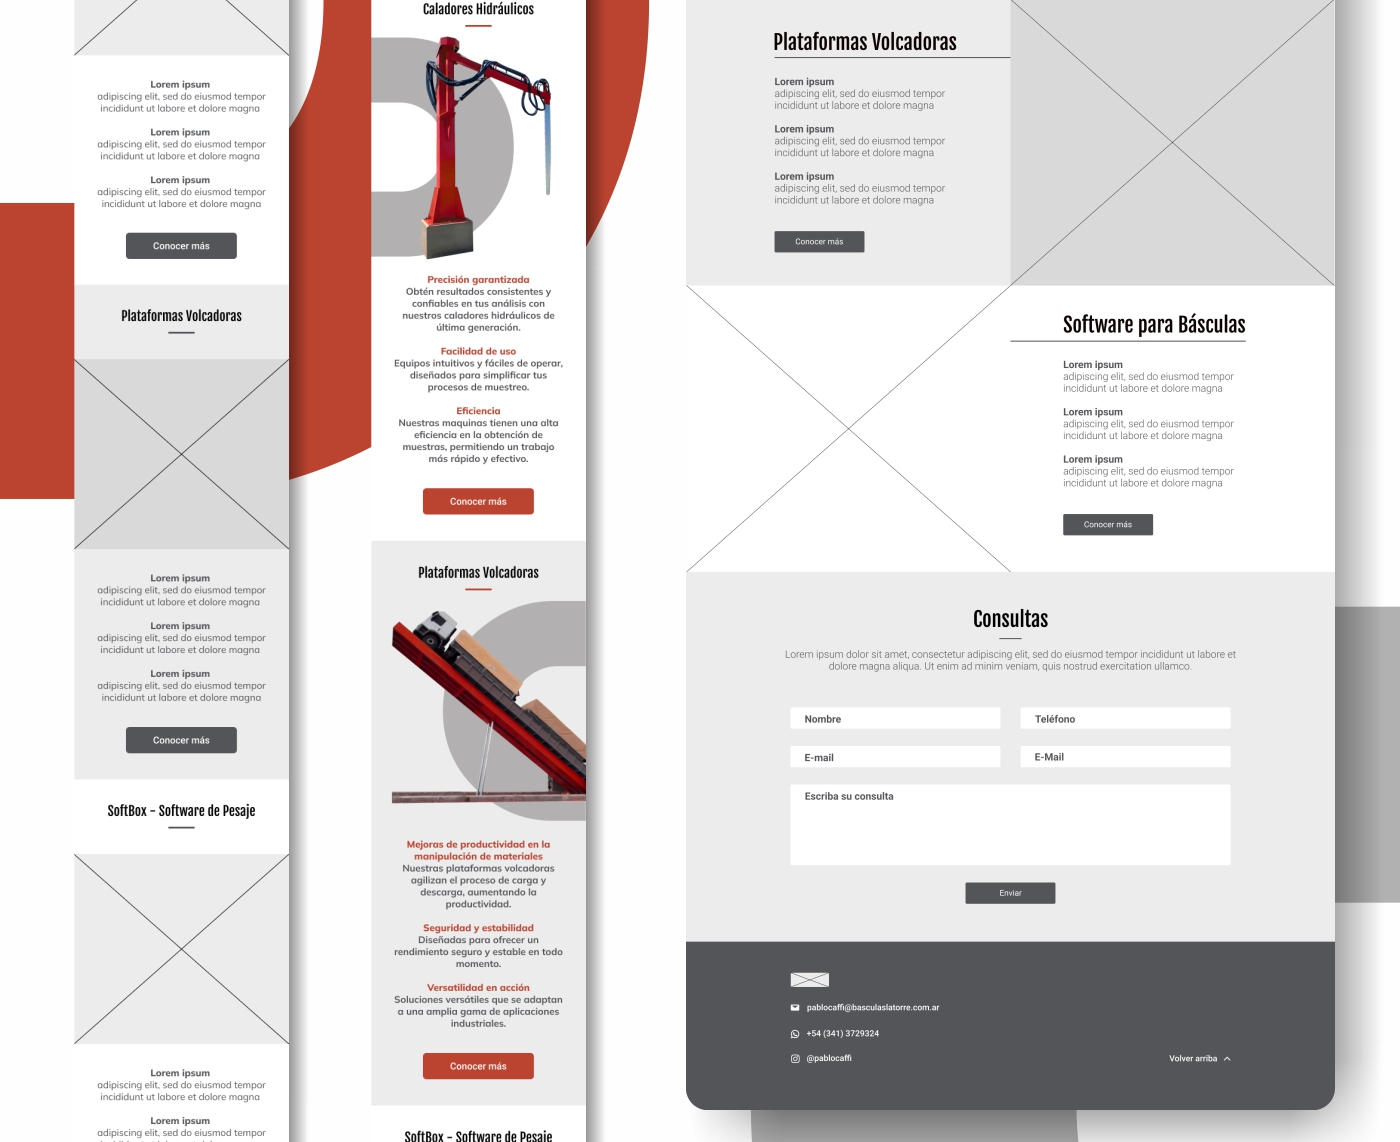 Lorem ipsum
adipiscing elit, sed do eiusmod tempor
incididunt ut labore et dolore magna
Lorem ipsum
adipiscing elit, sed do eiusmod tempor
incididunt ut labore et dolore magna
Lorem ipsum
adipiscing elit, sed do eiusmod tempor
incididunt ut labore et dolore magna
Conocer más
Plataformas Volcadoras
Lorem ipsum
adipiscing elit, sed do eiusmod tempor
incididunt ut labore et dolore magna
Lorem ipsum
adipiscing elit, sed do eiusmod tempor
incididunt ut labore et dolore magna
Lorem ipsum
adipiscing elit, sed do eiusmod tempor
incididunt ut labore et dolore magna
Conocer más
SoftBox - Software de Pesaje
Lorem ipsum
adipiscing elit, sed do eiusmod tempor
incididunt ut labore et dolore magna
Lorem ipsum
adipiscing elit, sed do eiusmod tempor
Caladores Hidráulicos
Precisión garantizada
Obtén resultados consistentes y
confiables en tus análisis con
nuestros caladores hidráulicos de
última generación.
Facilidad de uso
Equipos intuitivos y fáciles de operar,
diseñados para simplificar tus
procesos de muestreo.
Eficiencia
Nuestras maquinas tienen una alta
eficiencia en la obtención de
muestras, permitiendo un trabajo
más rápido y efectivo.
Conocer más
Plataformas Volcadoras
Mejoras de productividad en la
manipulación de materiales
Nuestras plataformas volcadoras
agilizan el proceso de carga y
descarga, aumentando la
productividad.
Seguridad y estabilidad
Diseñadas para ofrecer un
rendimiento seguro y estable en todo
momento.
Versatilidad en acción
Soluciones versátiles que se adaptan
a una amplia gama de aplicaciones
industriales.
Conocer más
SoftBox - Software de Pesaje
Plataformas Volcadoras
Lorem ipsum
adipiscing elit, sed do eiusmod tempor
incididunt ut labore et dolore magna
Lorem ipsum
adipiscing elit, sed do eiusmod tempor
incididunt ut labore et dolore magna
Lorem ipsum
adipiscing elit, sed do eiusmod tempor
incididunt ut labore et dolore magna
Conocer más
Software para Básculas
Lorem ipsum
adipiscing elit, sed do eiusmod tempor
incididunt ut labore et dolore magna
Lorem ipsum
adipiscing elit, sed do eiusmod tempor
incididunt ut labore et dolore magna
Lorem ipsum
adipiscing elit, sed do eiusmod tempor
incididunt ut labore et dolore magna
Conocer más
Consultas
Lorem ipsum dolor sit amet, consectetur adipiscing elit, sed do eiusmod tempor incididunt ut labore et
dolore magna aliqua. Ut enim ad minim veniam, quis nostrud exercitation ullamco.
Nombre
Teléfono
E-mail
E-Mail
Escriba su consulta
Enviar
pablocaffi@basculaslatorre.com.ar
+54 (341) 3729324
@pablocaffi
Volver arriba